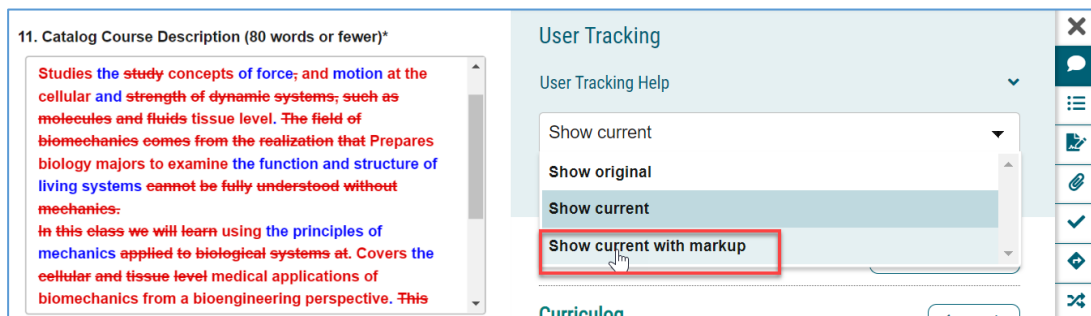 11. Catalog Course Description (80 words or fewer)*
Studies the study concepts of force, and motion at the
cellular and strength of dynamic systems, such as
molecules and fluids tissue level. The field of
biomechanics comes from the realization that Prepares
biology majors to examine the function and structure of
living systems cannot be fully understood without
mechanics.
In this class we will learn using the principles of
mechanics applied to biological systems at. Covers the
cellular and tissue level medical applications of
biomechanics from a bioengineering perspective. This
User Tracking
User Tracking Help
Show current
Show original
Show current
Show current with markup